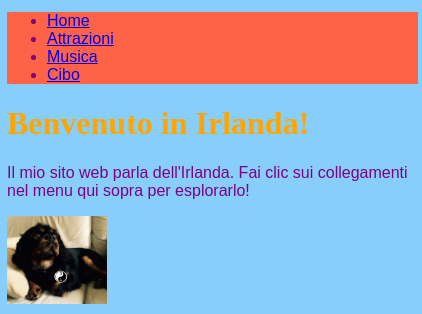 Home
Attrazioni
Musica
Cibo
Benvenuto in Irlanda!
Il mio sito web parla dell'Irlanda. Fai clic sui collegamenti
nel menu qui sopra per esplorarlo!